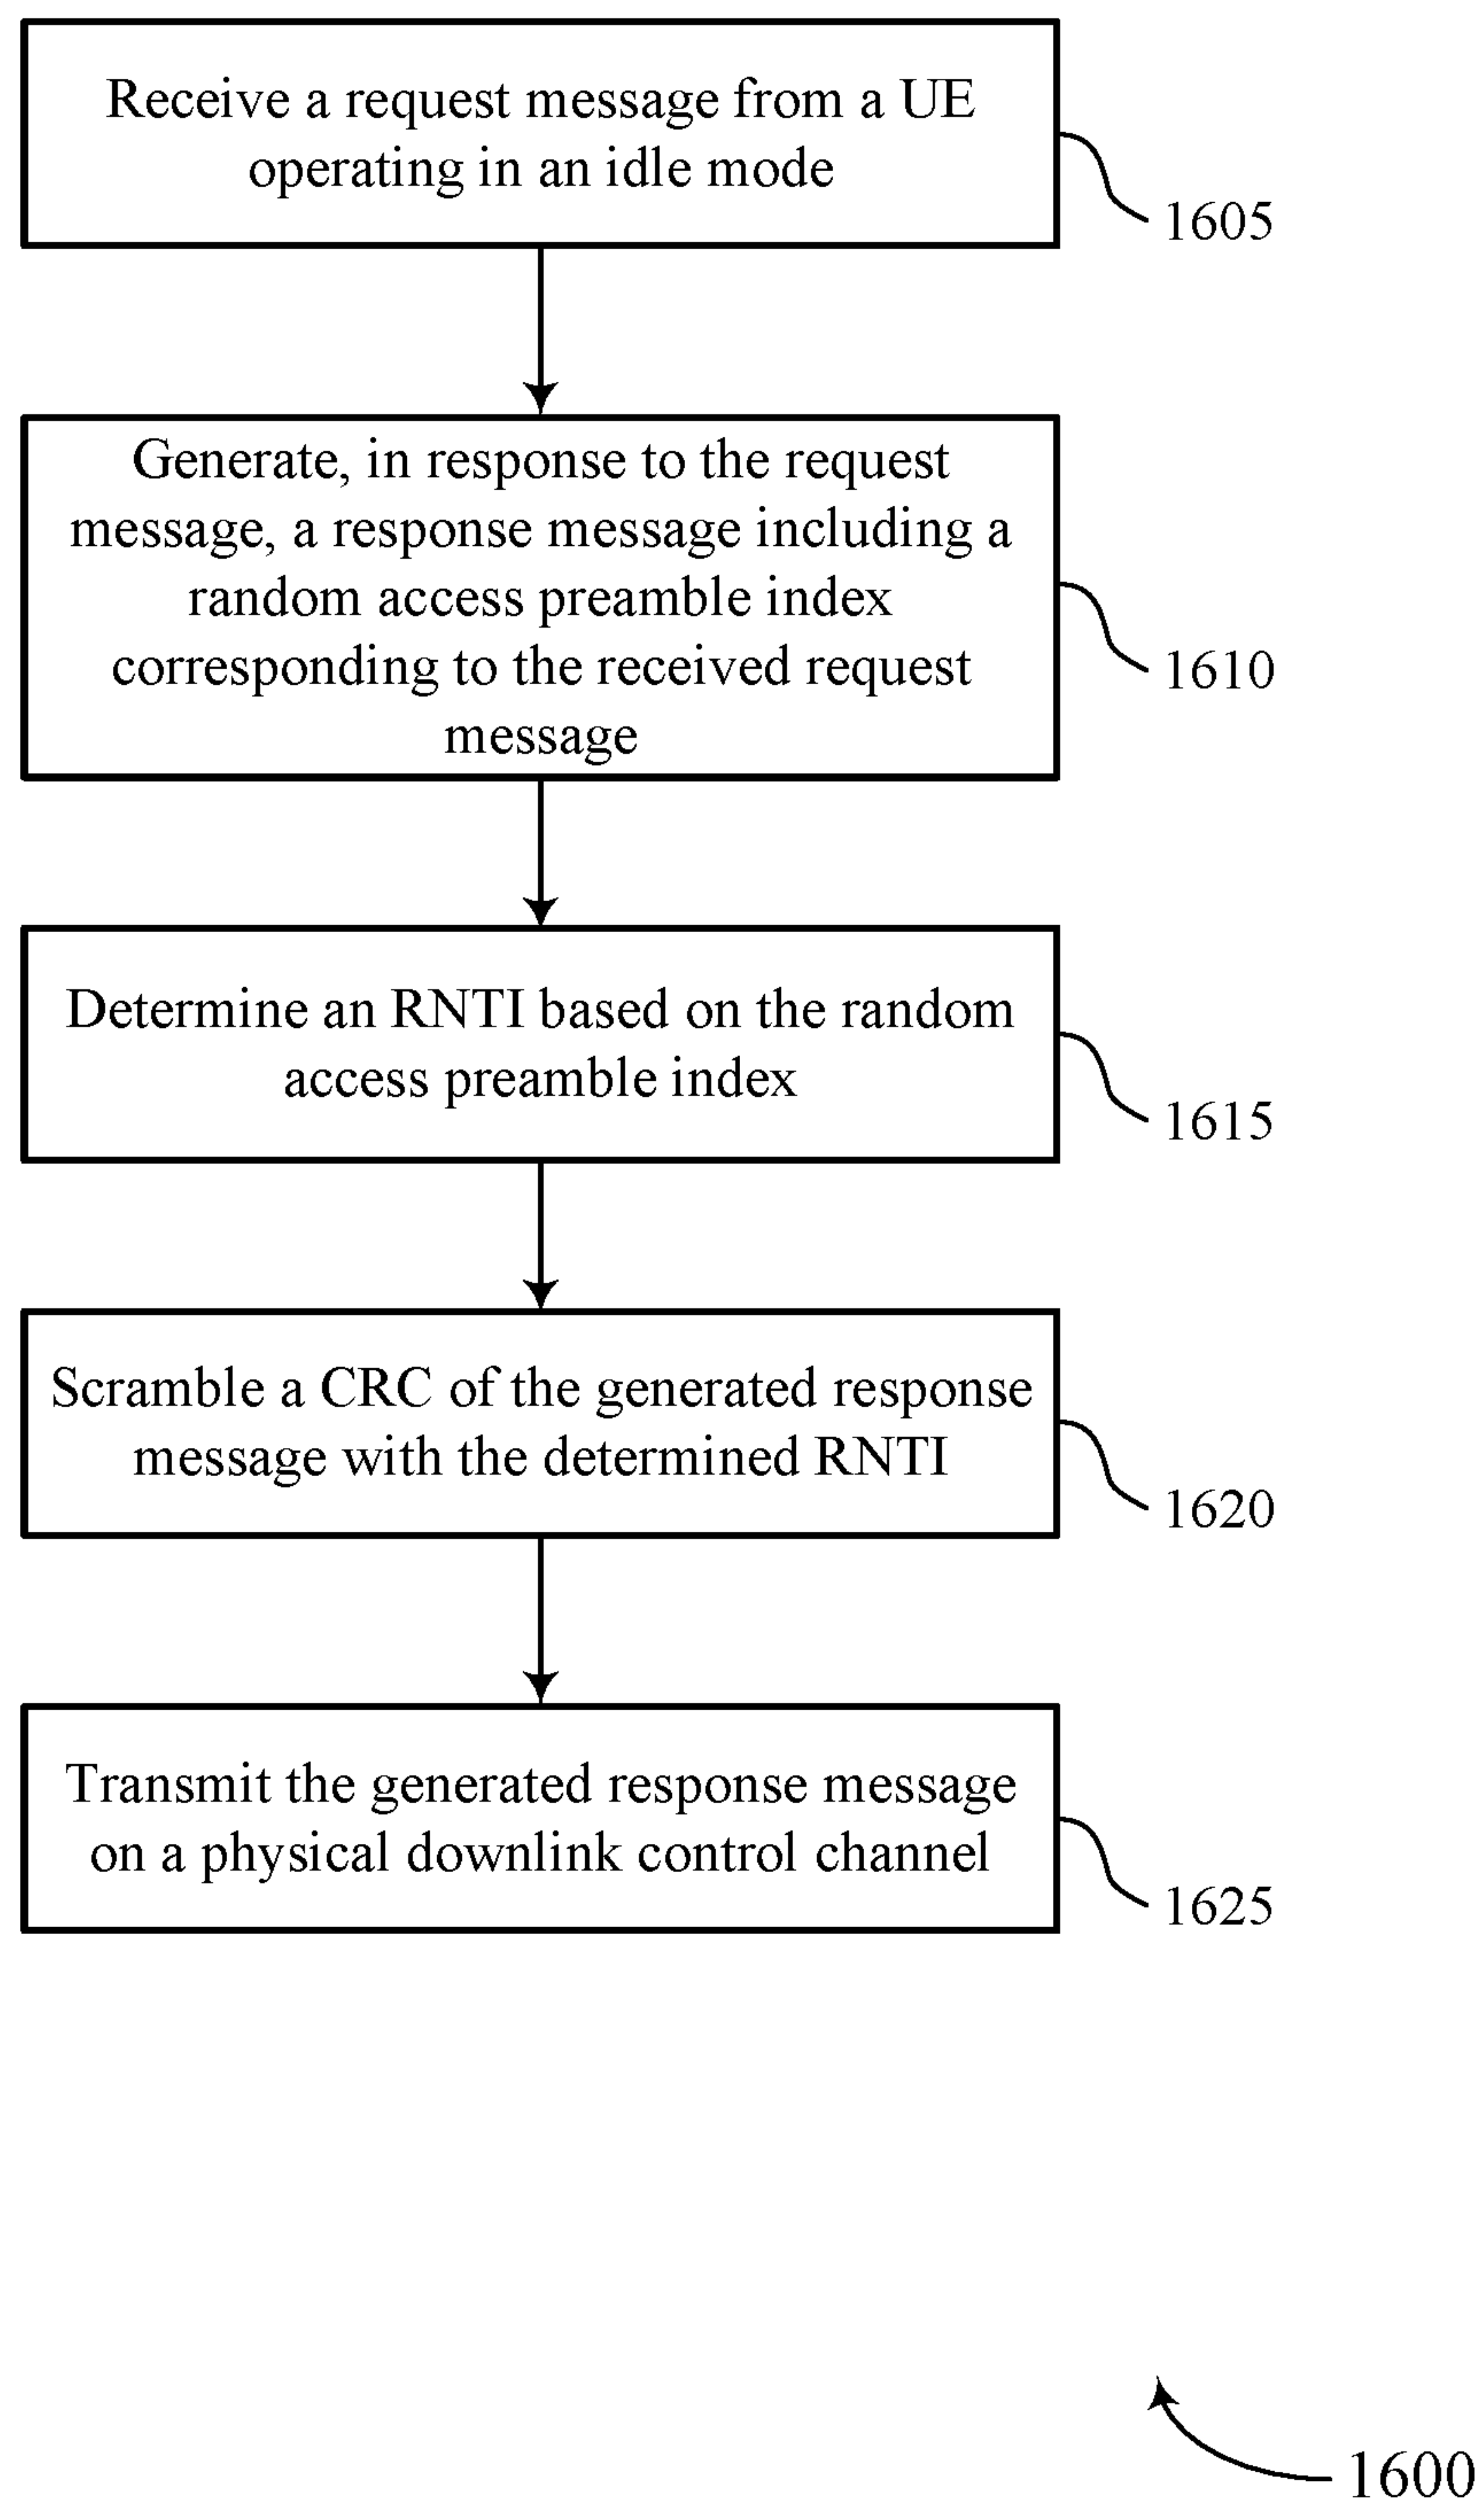 Receive a request message from a UE
operating in an idle mode
1605
Generate, in response to the request
message, a response message including a
random access preamble index
corresponding to the received request
message
1610
Determine an RNTI based on the random
access preamble index
1615
Scramble a CRC of the generated response
message with the determined RNTI
1620
Transmit the generated response message
on a physical downlink control channel
1625
1600